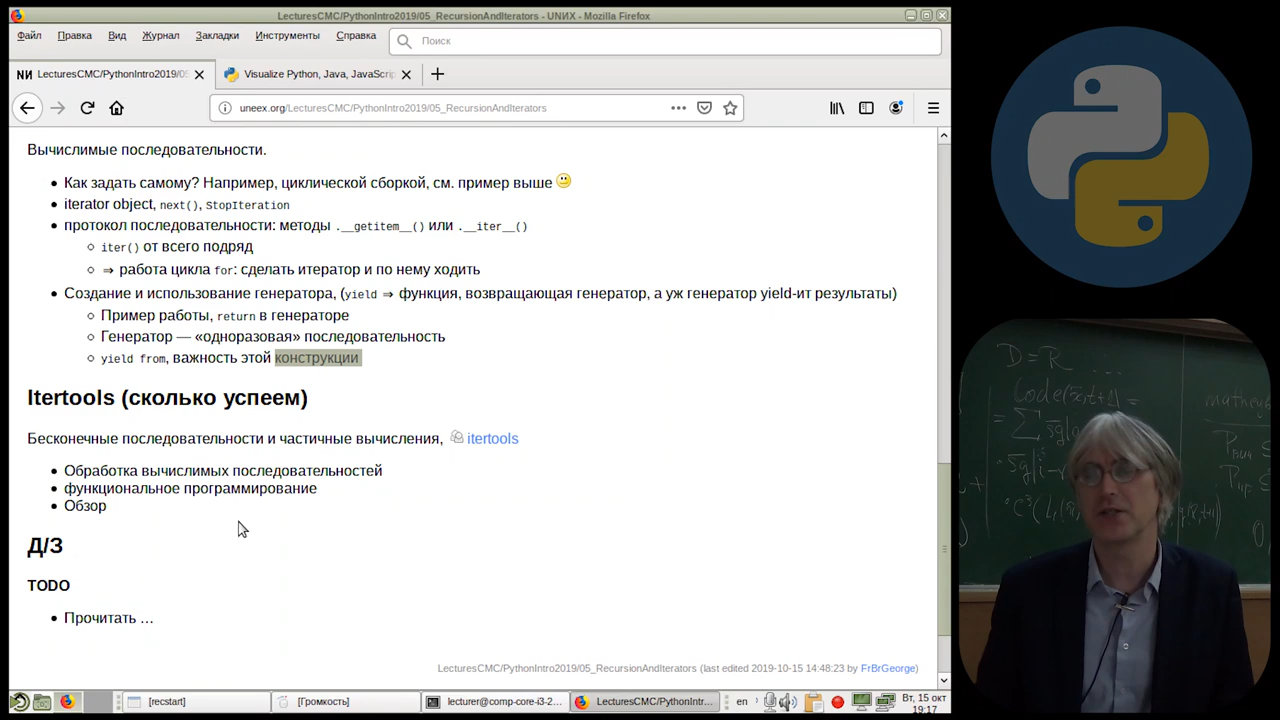 LecturesCMC/PythonIntro2019/05_RecursionAndIterators - UNИX - Mozilla Firefox
Файл Правка Вид Журнал Закладки Инструменты Справка Поиск
NИ LecturesCMC/PythonIntro2019/05 Visualize Python, Java, JavaScri
uneex.org/LecturesCMC/PythonIntro2019/05_RecursionAndIterators
Вычислимые последовательности.
• Как задать самому? Например, циклической сборкой, см. пример выше
• iterator object, next(), StopIteration
• протокол последовательности: методы .__getitem__() или .__iter__()
○ iter() от всего подряд
○ ⇒ работа цикла for: сделать итератор и по нему ходить
• Создание и использование генератора, (yield ⇒ функция, возвращающая генератор, а уж генератор yield-ит результаты)
○ Пример работы, return в генераторе
○ Генератор — «одноразовая» последовательность
○ yield from, важность этой конструкции
Itertools (сколько успеем)
Бесконечные последовательности и частичные вычисления, itertools
• Обработка вычислимых последовательностей
• функциональное программирование
• Обзор
Д/З
TODO
• Прочитать …
LecturesCMC/PythonIntro2019/05_RecursionAndIterators (last edited 2019-10-15 14:48:23 by FrBrGeorge)
[recstart] [Громкость] lecturer@comp-core-i3-2... LecturesCMC/PythonIntr... en Вт, 15 окт
19:17
D = R ...
Code(x, t+1) =